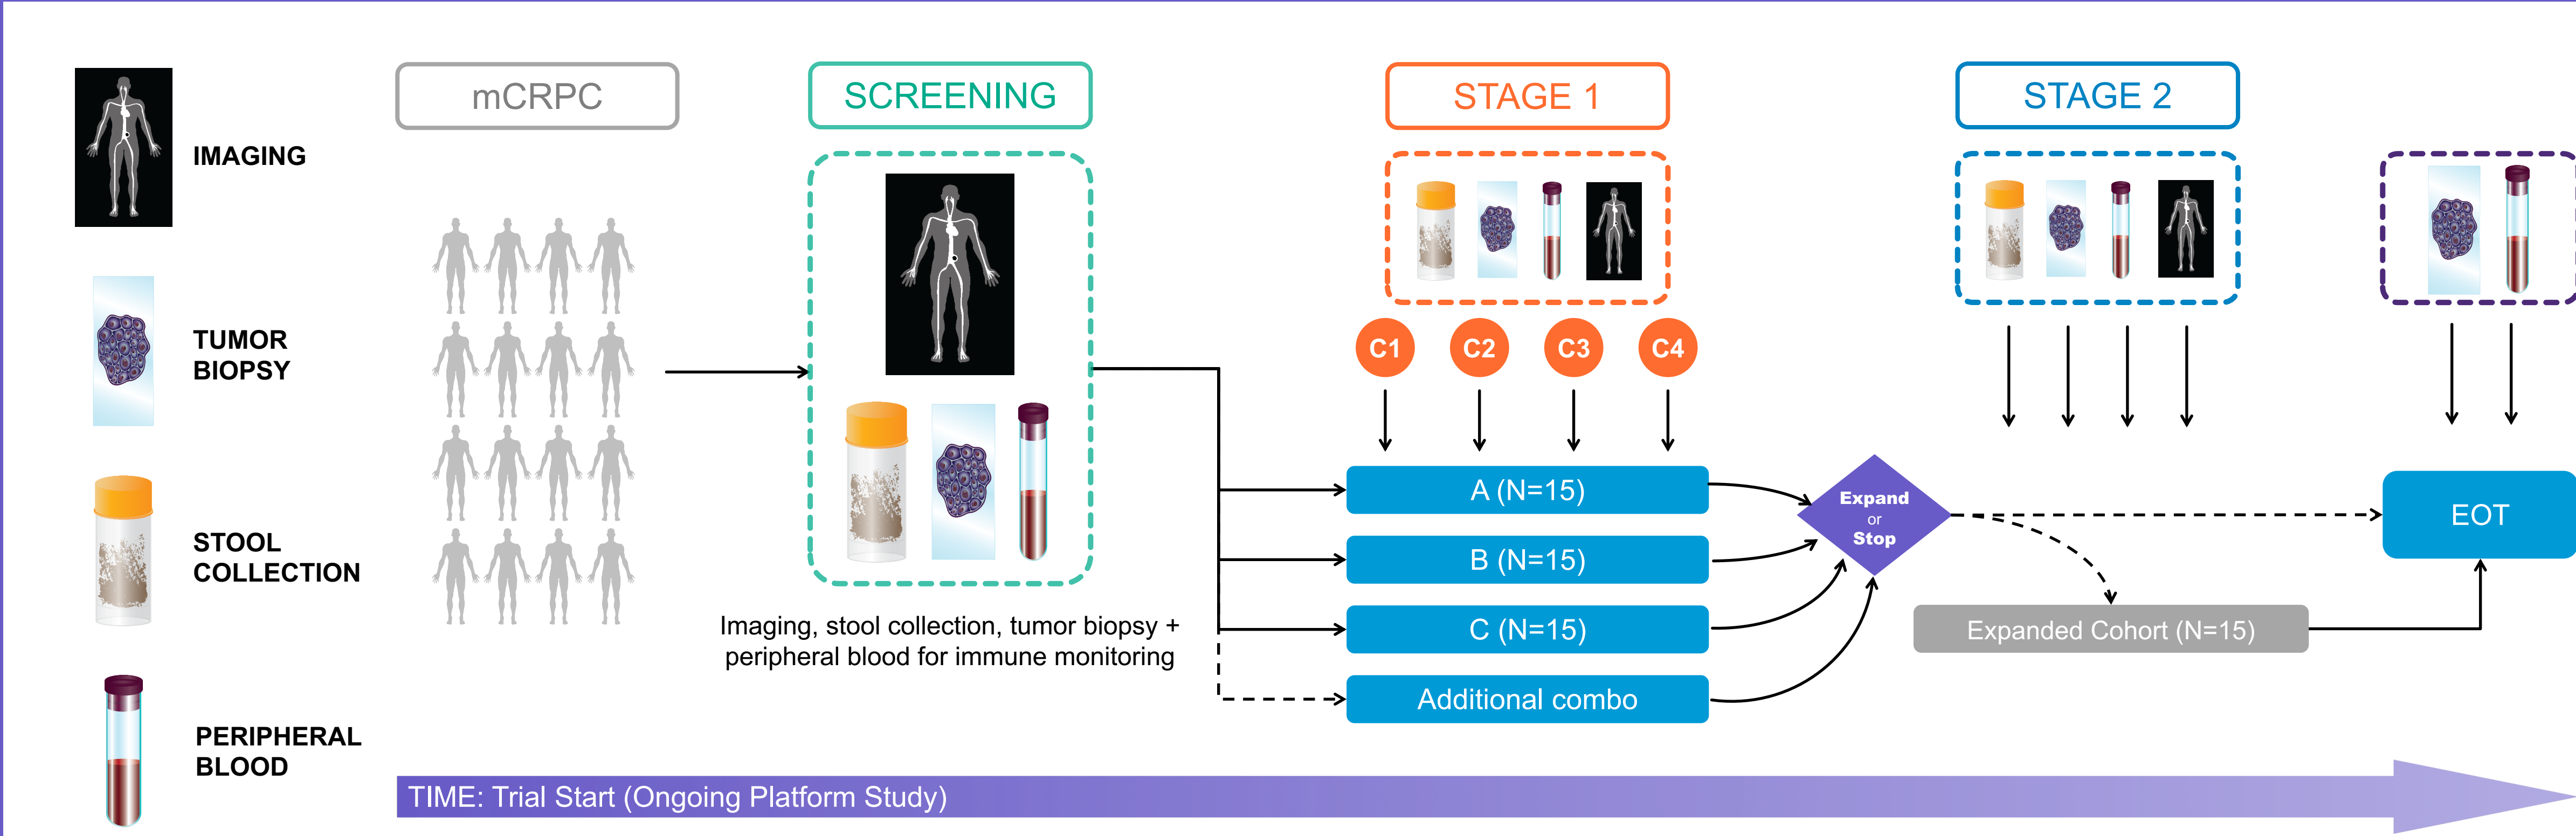 IMAGING
TUMOR
BIOPSY
STOOL
COLLECTION
PERIPHERAL
BLOOD
mCRPC
SCREENING
Imaging, stool collection, tumor biopsy +
peripheral blood for immune monitoring
STAGE 1
C1
C2
C3
C4
A (N=15)
B (N=15)
C (N=15)
Additional combo
Expand
or
Stop
STAGE 2
Expanded Cohort (N=15)
EOT
TIME: Trial Start (Ongoing Platform Study)